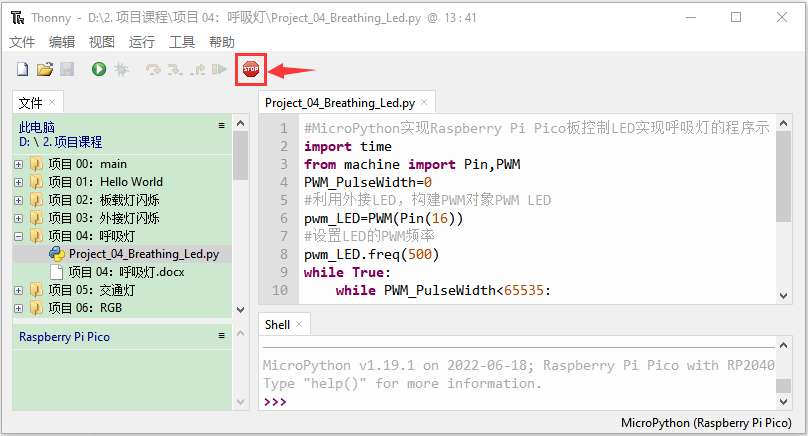 Thonny - D:\2. 项目课程\项目 04：呼吸灯\Project_04_Breathing_Led.py @ 13 : 41
文件 编辑 视图 运行 工具 帮助
STOP
文件
此电脑
D: \ 2. 项目课程
项目 00：main
项目 01：Hello World
项目 02：板载灯闪烁
项目 03：外接灯闪烁
项目 04：呼吸灯
Project_04_Breathing_Led.py
项目 04：呼吸灯.docx
项目 05：交通灯
项目 06：RGB
Raspberry Pi Pico
Project_04_Breathing_Led.py
1 #MicroPython实现Raspberry Pi Pico板控制LED实现呼吸灯的程序示
2 import time
3 from machine import Pin,PWM
4 PWM_PulseWidth=0
5 #利用外接LED，构建PWM对象PWM LED
6 pwm_LED=PWM(Pin(16))
7 #设置LED的PWM频率
8 pwm_LED.freq(500)
9 while True:
10 while PWM_PulseWidth<65535:
Shell
MicroPython v1.19.1 on 2022-06-18; Raspberry Pi Pico with RP2040
Type "help()" for more information.
>>>
MicroPython (Raspberry Pi Pico)